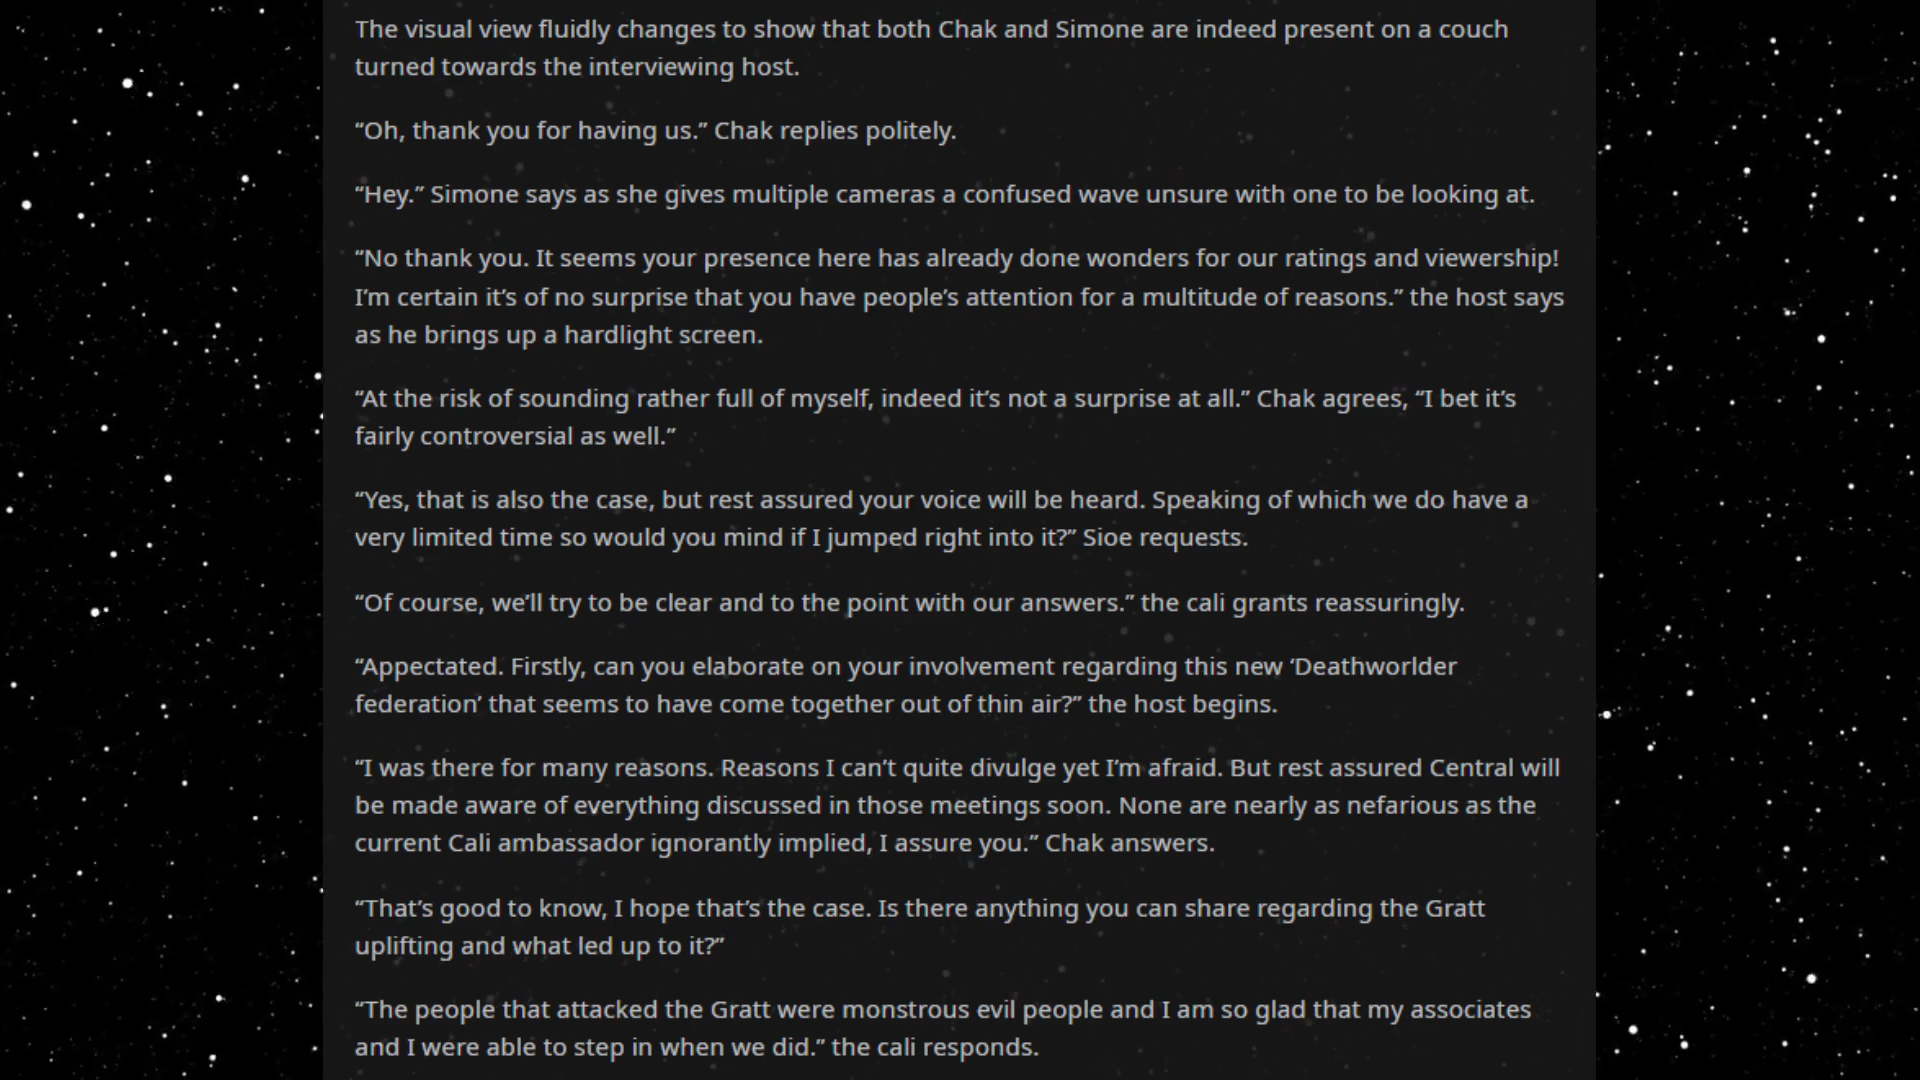 The visual view fluidly changes to show that both Chak and Simone are indeed present on a couch
turned towards the interviewing host.
“Oh, thank you for having us.” Chak replies politely.
“Hey.” Simone says as she gives multiple cameras a confused wave unsure with one to be looking at.
“No thank you. It seems your presence here has already done wonders for our ratings and viewership!
I’m certain it’s of no surprise that you have people’s attention for a multitude of reasons.” the host says
as he brings up a hardlight screen.
“At the risk of sounding rather full of myself, indeed it’s not a surprise at all.” Chak agrees, “I bet it’s
fairly controversial as well.”
“Yes, that is also the case, but rest assured your voice will be heard. Speaking of which we do have a
very limited time so would you mind if I jumped right into it?” Sioe requests.
“Of course, we’ll try to be clear and to the point with our answers.” the cali grants reassuringly.
“Appectated. Firstly, can you elaborate on your involvement regarding this new ‘Deathworlder
federation’ that seems to have come together out of thin air?” the host begins.
“I was there for many reasons. Reasons I can’t quite divulge yet I’m afraid. But rest assured Central will
be made aware of everything discussed in those meetings soon. None are nearly as nefarious as the
current Cali ambassador ignorantly implied, I assure you.” Chak answers.
“That’s good to know, I hope that’s the case. Is there anything you can share regarding the Gratt
uplifting and what led up to it?”
“The people that attacked the Gratt were monstrous evil people and I am so glad that my associates
and I were able to step in when we did.” the cali responds.